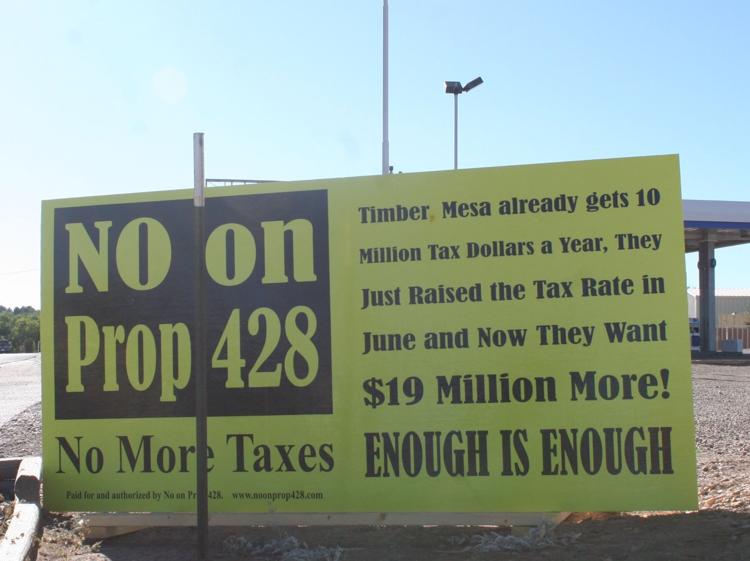 NO on
Prop 428
No More Taxes
Paid for and authorized by No on Pr 428. www.noonprop428.com
Timber Mesa already gets 10
Million Tax Dollars a Year, They
Just Raised the Tax Rate in
June and Now They Want
$19 Million More!
ENOUGH IS ENOUGH